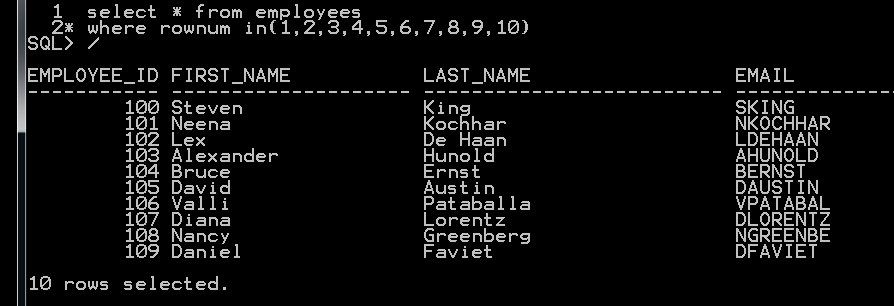 1 select * from employees
2* where rownum in(1,2,3,4,5,6,7,8,9,10)
SQL> /
EMPLOYEE_ID FIRST_NAME LAST_NAME EMAIL
----------- -------------------- ------------------------- -------------
100 Steven King SKING
101 Neena Kochhar NKOCHHAR
102 Lex De Haan LDEHAAN
103 Alexander Hunold AHUNOLD
104 Bruce Ernst BERNST
105 David Austin DAUSTIN
106 Valli Pataballa VPATABAL
107 Diana Lorentz DLORENTZ
108 Nancy Greenberg NGREENBE
109 Daniel Faviet DFAVIET
10 rows selected.